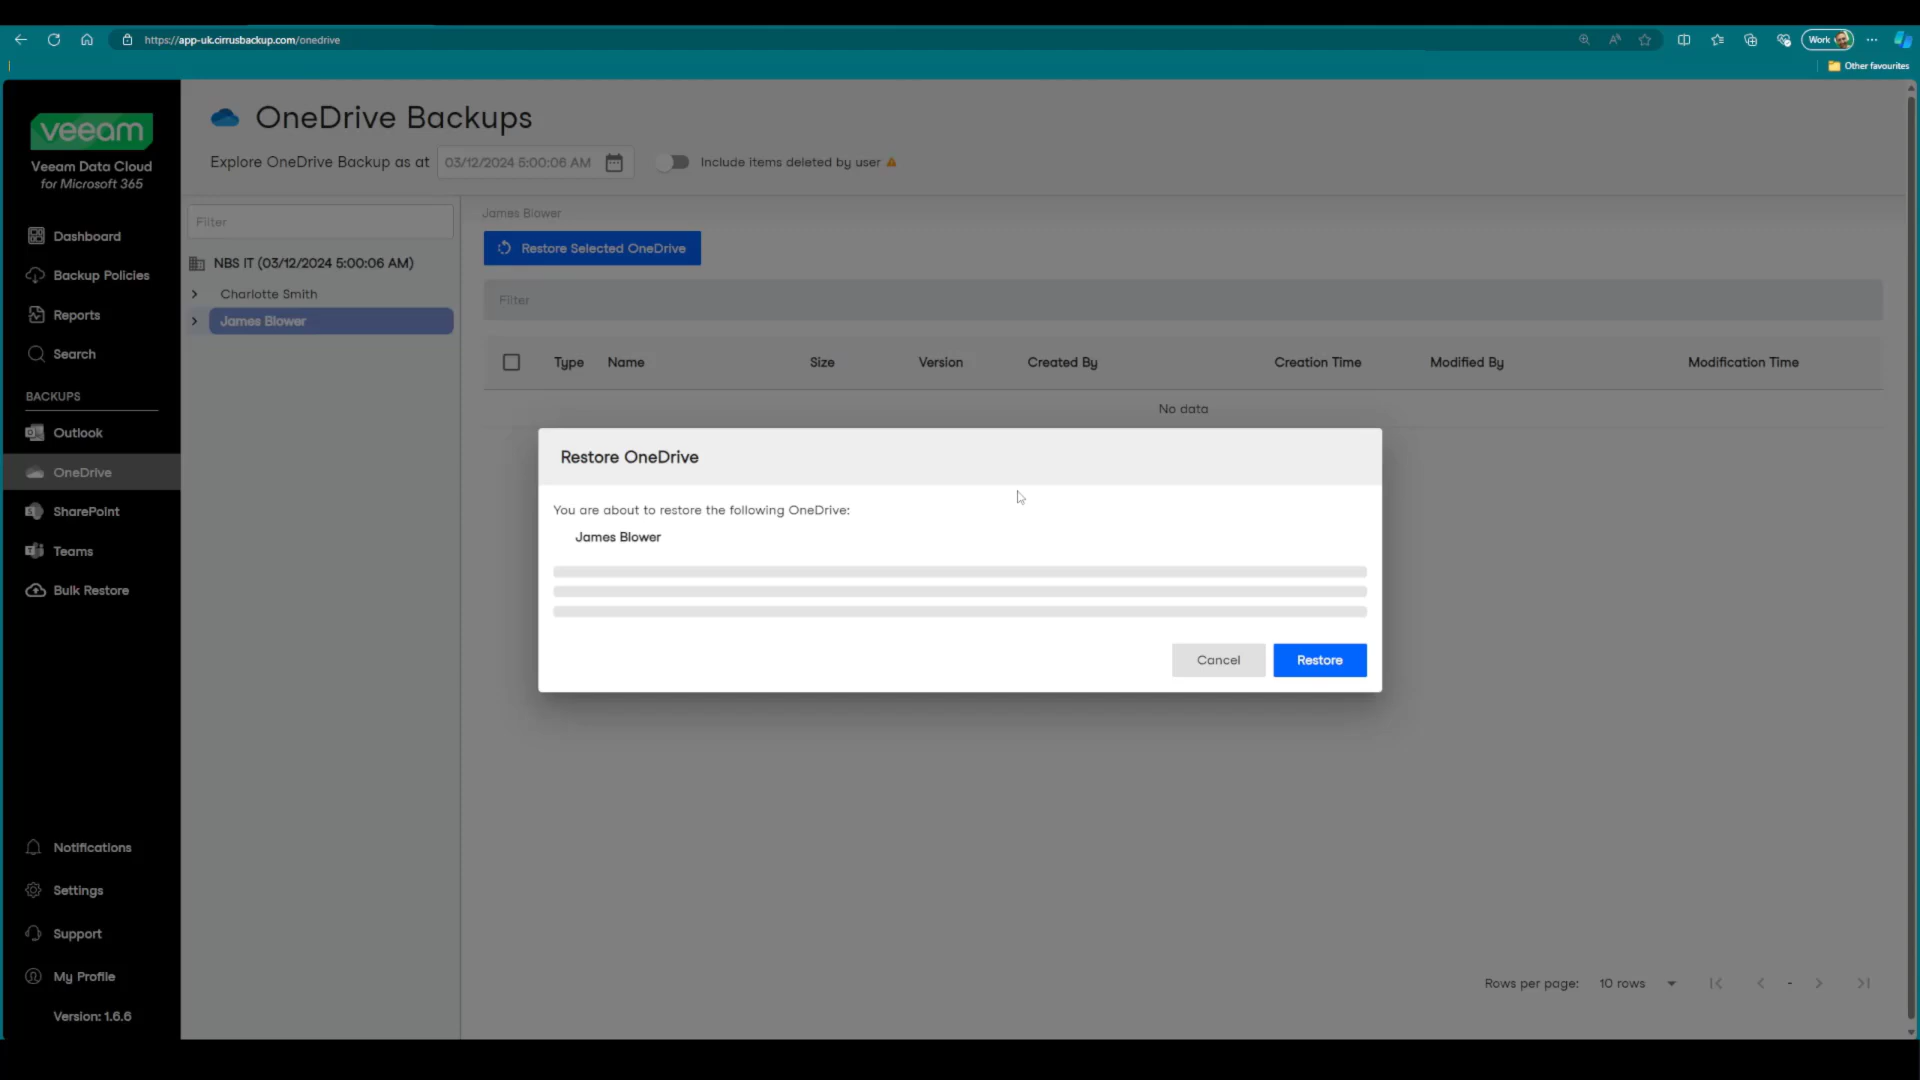 https://app-uk.cirrusbackup.com/onedrive
Work
Other favourites
veeam
Veeam Data Cloud
for Microsoft 365
Dashboard
Backup Policies
Reports
Search
BACKUPS
Outlook
OneDrive
SharePoint
Teams
Bulk Restore
Notifications
Settings
Support
My Profile
Version: 1.6.6
OneDrive Backups
Explore OneDrive Backup as at 03/12/2024 5:00:06 AM Include items deleted by user
Filter
NBS IT (03/12/2024 5:00:06 AM)
Charlotte Smith
James Blower
James Blower
Restore Selected OneDrive
Filter
Type Name Size Version Created By Creation Time Modified By Modification Time
No data
Restore OneDrive
You are about to restore the following OneDrive:
James Blower
Cancel Restore
Rows per page: 10 rows -